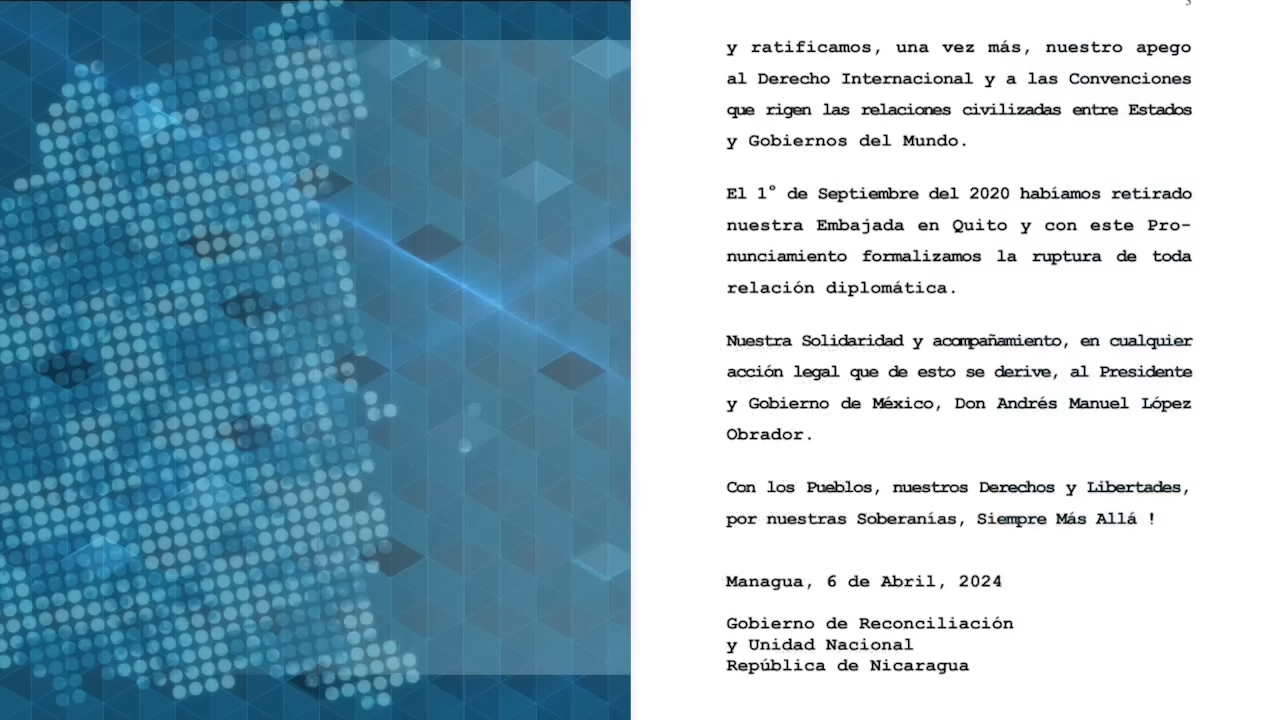 y ratificamos, una vez más, nuestro apego
al Derecho Internacional y a las Convenciones
que rigen las relaciones civilizadas entre Estados
y Gobiernos del Mundo.
El 1° de Septiembre del 2020 habíamos retirado
nuestra Embajada en Quito y con este Pro-
nunciamiento formalizamos la ruptura de toda
relación diplomática.
Nuestra Solidaridad y acompañamiento, en cualquier
acción legal que de esto se derive, al Presidente
y Gobierno de México, Don Andrés Manuel López
Obrador.
Con los Pueblos, nuestros Derechos y Libertades,
por nuestras Soberanías, Siempre Más Allá !
Managua, 6 de Abril, 2024
Gobierno de Reconciliación
y Unidad Nacional
República de Nicaragua